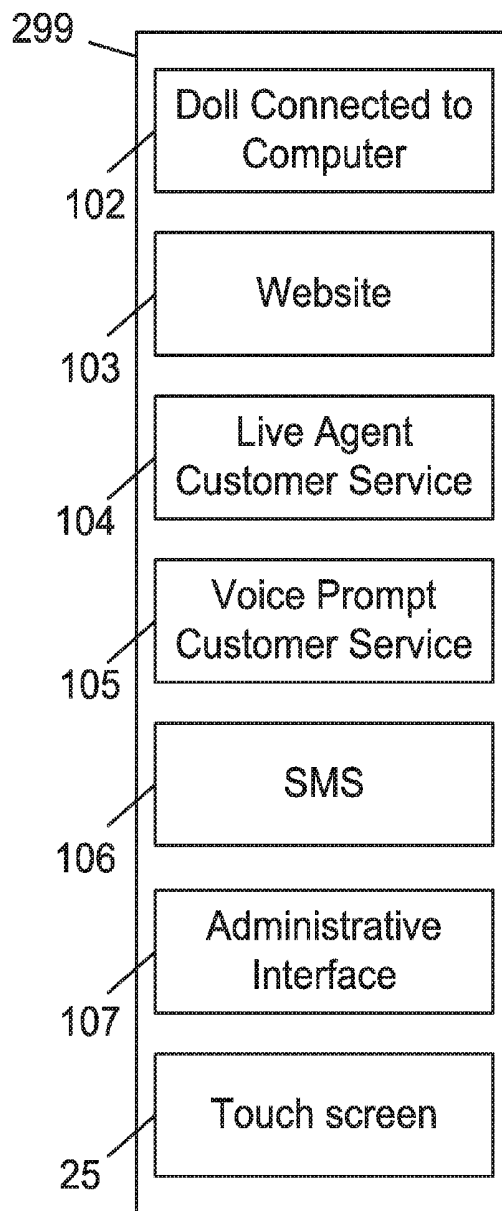 299
Doll Connected to
Computer
102
Website
103
Live Agent
Customer Service
104
Voice Prompt
Customer Service
105
SMS
106
Administrative
Interface
107
Touch screen
25